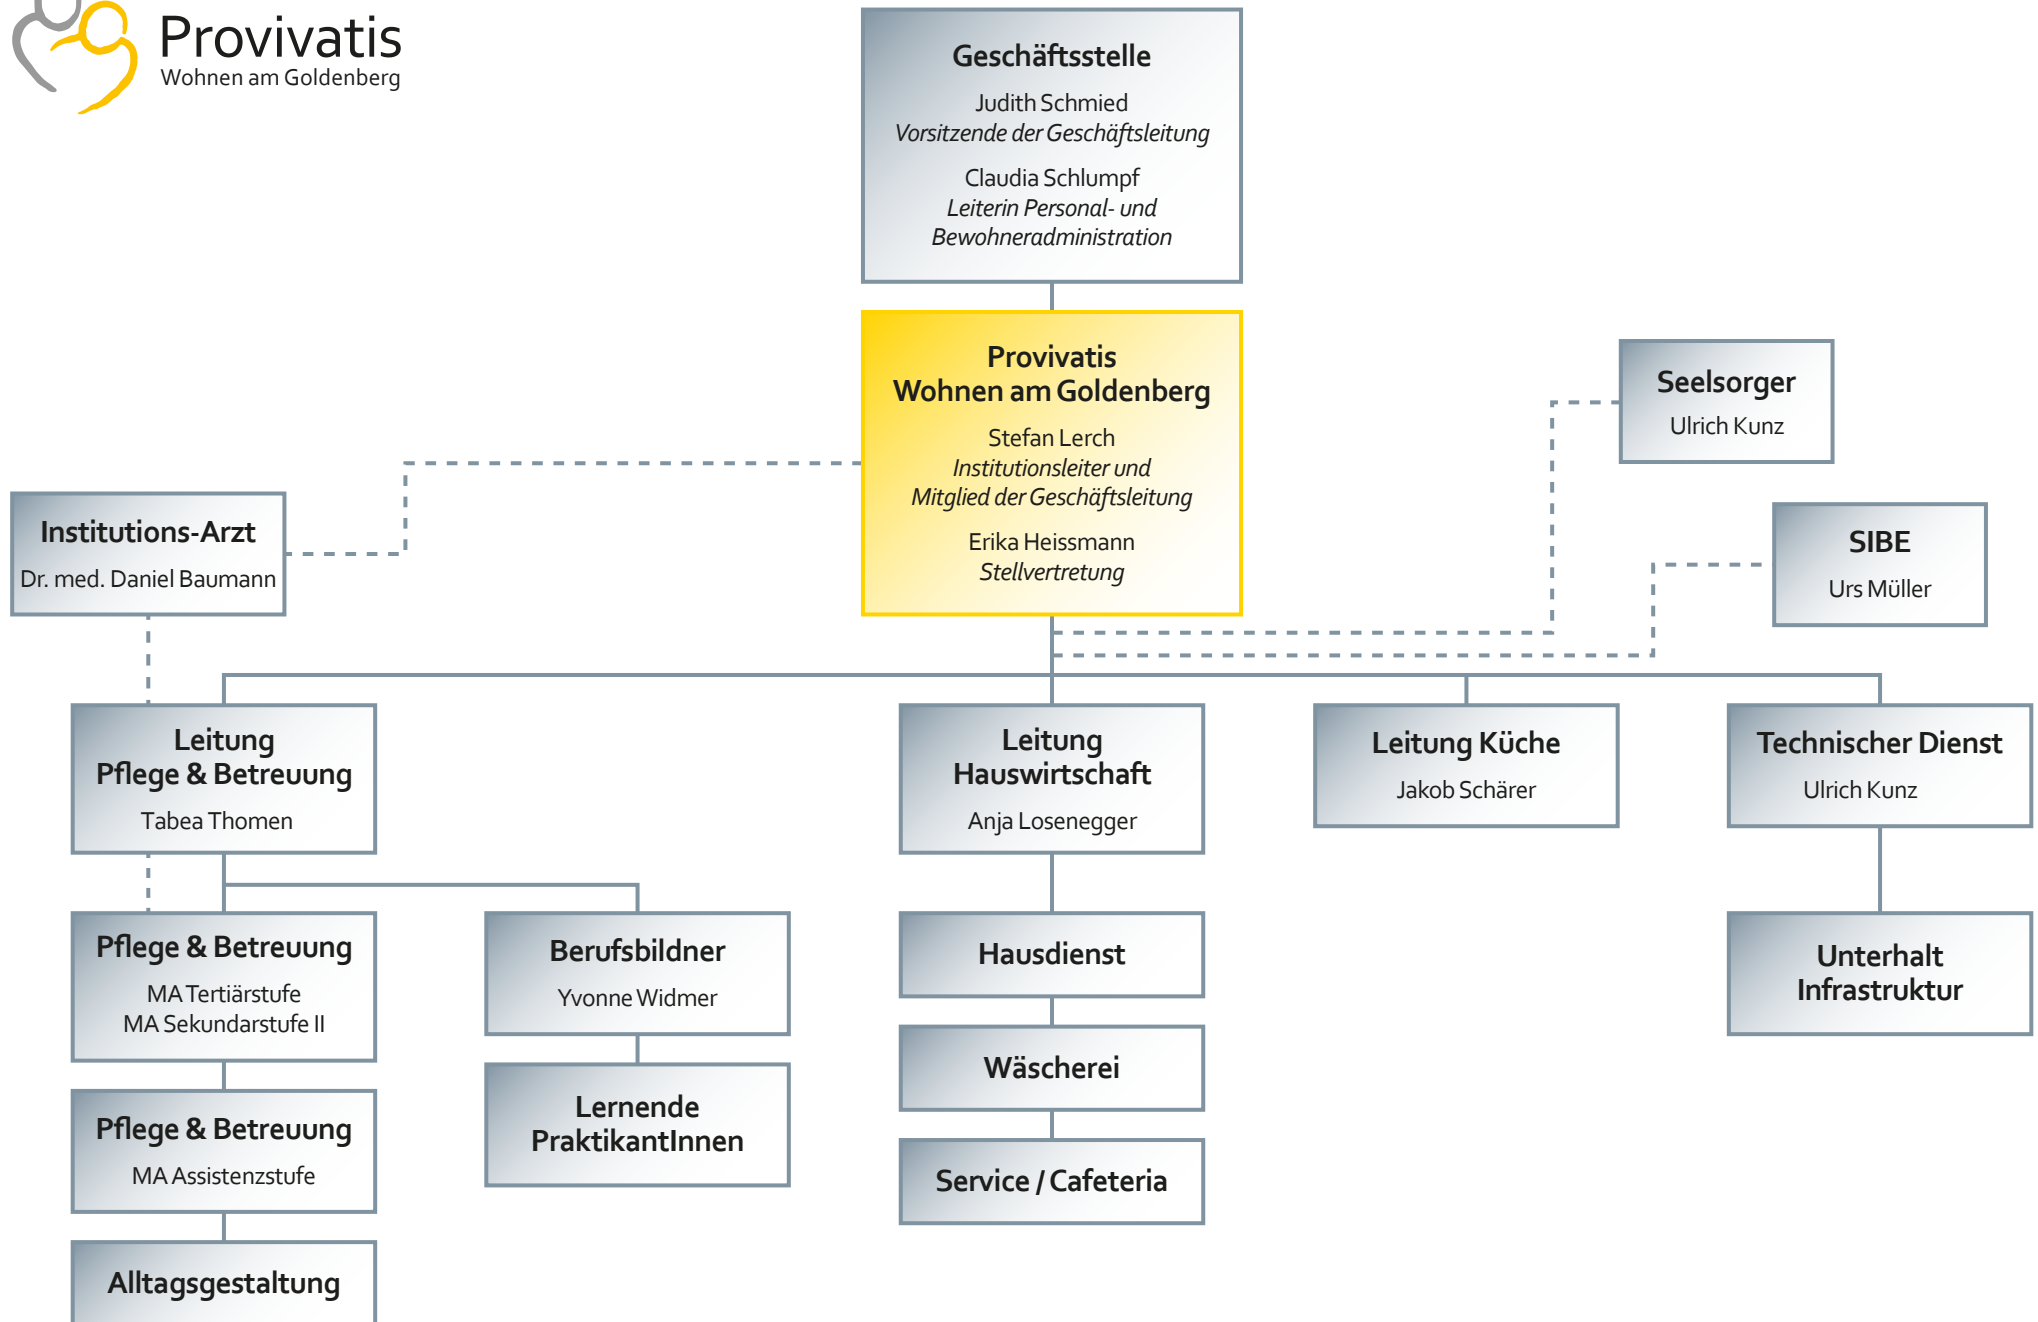 Provivatis
Wohnen am Goldenberg
Geschäftsstelle
Judith Schmied
Vorsitzende der Geschäftsleitung
Claudia Schlumpf
Leiterin Personal- und
Bewohneradministration
Provivatis
Wohnen am Goldenberg
Stefan Lerch
Institutionsleiter und
Mitglied der Geschäftsleitung
Erika Heissmann
Stellvertretung
Seelsorger
Ulrich Kunz
Institutions-Arzt
Dr. med. Daniel Baumann
SIBE
Urs Müller
Leitung
Pflege & Betreuung
Tabea Thomen
Leitung
Hauswirtschaft
Anja Losenegger
Leitung Küche
Jakob Schärer
Technischer Dienst
Ulrich Kunz
Pflege & Betreuung
MA Tertiärstufe
MA Sekundarstufe II
Berufsbildner
Yvonne Widmer
Hausdienst
Unterhalt
Infrastruktur
Wäscherei
Lernende
PraktikantInnen
Pflege & Betreuung
MA Assistenzstufe
Service / Cafeteria
Alltagsgestaltung